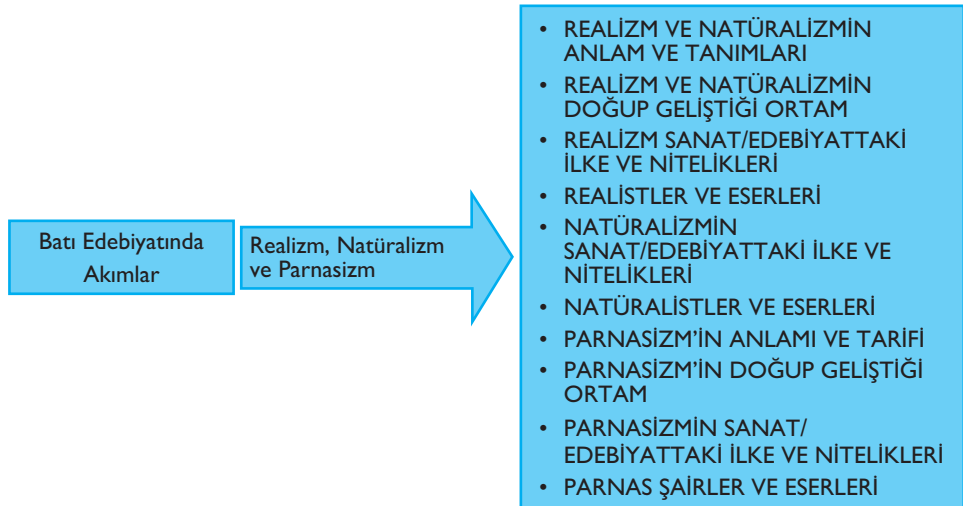 Batı Edebiyatında
Akımlar
Realizm, Natüralizm
ve Parnasizm
• REALİZM VE NATÜRALİZMİN
ANLAM VE TANIMLARI
• REALİZM VE NATÜRALİZMİN
DOĞUP GELİŞTİĞİ ORTAM
• REALİZM SANAT/EDEBİYATTAKİ
İLKE VE NİTELİKLERİ
• REALİSTLER VE ESERLERİ
• NATÜRALİZMİN
SANAT/EDEBİYATTAKİ İLKE VE
NİTELİKLERİ
• NATÜRALİSTLER VE ESERLERİ
• PARNASİZM’İN ANLAMI VE TARİFİ
• PARNASİZM’İN DOĞUP GELİŞTİĞİ
ORTAM
• PARNASİZMİN SANAT/
EDEBİYATTAKİ İLKE VE NİTELİKLERİ
• PARNAS ŞAİRLER VE ESERLERİ